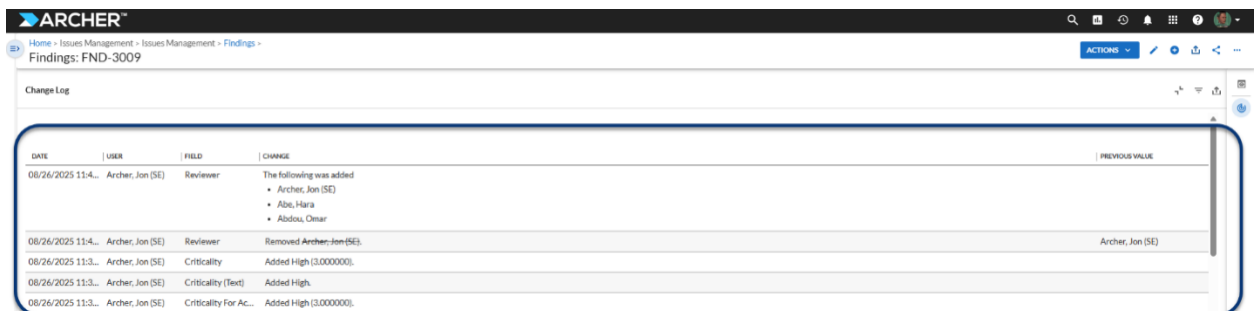 ARCHER™
Home > Issues Management > Issues Management > Findings >
Findings: FND-3009
ACTIONS
Change Log
DATE USER FIELD CHANGE PREVIOUS VALUE
08/26/2025 11:4... Archer, Jon (SE) Reviewer The following was added
• Archer, Jon (SE)
• Abe, Hara
• Abdou, Omar
08/26/2025 11:4... Archer, Jon (SE) Reviewer Removed Archer, Jon (SE). Archer, Jon (SE)
08/26/2025 11:3... Archer, Jon (SE) Criticality Added High (3.000000).
08/26/2025 11:3... Archer, Jon (SE) Criticality (Text) Added High.
08/26/2025 11:3... Archer, Jon (SE) Criticality For Ac... Added High (3.000000).